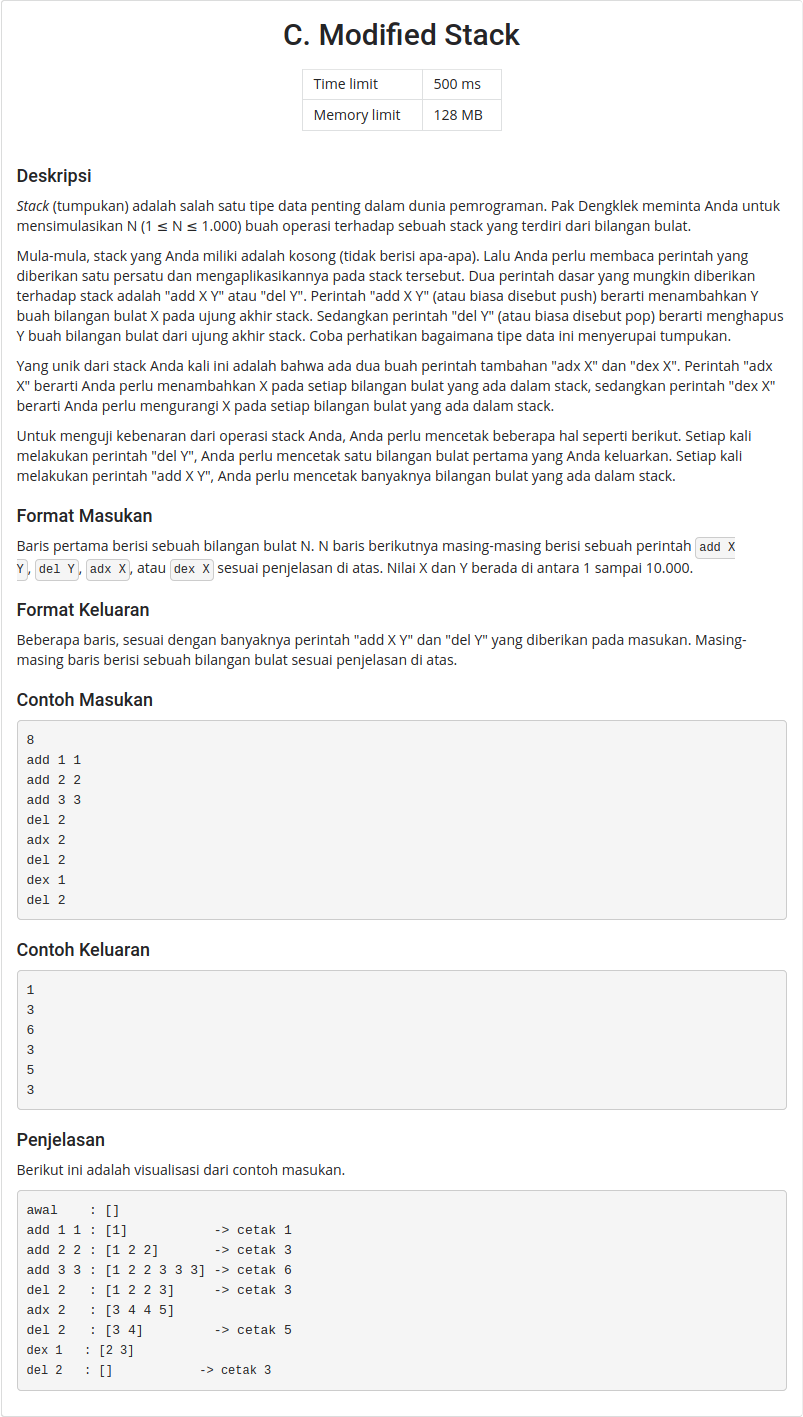 C. Modified Stack
Time limit 500 ms
Memory limit 128 MB
Deskripsi
Stack (tumpukan) adalah salah satu tipe data penting dalam dunia pemrograman. Pak Dengklek meminta Anda untuk
mensimulasikan N (1 ≤ N ≤ 1.000) buah operasi terhadap sebuah stack yang terdiri dari bilangan bulat.
Mula-mula, stack yang Anda miliki adalah kosong (tidak berisi apa-apa). Lalu Anda perlu membaca perintah yang
diberikan satu persatu dan mengaplikasikannya pada stack tersebut. Dua perintah dasar yang mungkin diberikan
terhadap stack adalah "add X Y" atau "del Y". Perintah "add X Y" (atau biasa disebut push) berarti menambahkan Y
buah bilangan bulat X pada ujung akhir stack. Sedangkan perintah "del Y" (atau biasa disebut pop) berarti menghapus
Y buah bilangan bulat dari ujung akhir stack. Coba perhatikan bagaimana tipe data ini menyerupai tumpukan.
Yang unik dari stack Anda kali ini adalah bahwa ada dua buah perintah tambahan "adx X" dan "dex X". Perintah "adx
X" berarti Anda perlu menambahkan X pada setiap bilangan bulat yang ada dalam stack, sedangkan perintah "dex X"
berarti Anda perlu mengurangi X pada setiap bilangan bulat yang ada dalam stack.
Untuk menguji kebenaran dari operasi stack Anda, Anda perlu mencetak beberapa hal seperti berikut. Setiap kali
melakukan perintah "del Y", Anda perlu mencetak satu bilangan bulat pertama yang Anda keluarkan. Setiap kali
melakukan perintah "add X Y", Anda perlu mencetak banyaknya bilangan bulat yang ada dalam stack.
Format Masukan
Baris pertama berisi sebuah bilangan bulat N. N baris berikutnya masing-masing berisi sebuah perintah add X
Y, del Y, adx X, atau dex X sesuai penjelasan di atas. Nilai X dan Y berada di antara 1 sampai 10.000.
Format Keluaran
Beberapa baris, sesuai dengan banyaknya perintah "add X Y" dan "del Y" yang diberikan pada masukan. Masing-
masing baris berisi sebuah bilangan bulat sesuai penjelasan di atas.
Contoh Masukan
8
add 1 1
add 2 2
add 3 3
del 2
adx 2
del 2
dex 1
del 2
Contoh Keluaran
1
3
6
3
5
3
Penjelasan
Berikut ini adalah visualisasi dari contoh masukan.
awal    : []
add 1 1 : [1]           -> cetak 1
add 2 2 : [1 2 2]       -> cetak 3
add 3 3 : [1 2 2 3 3 3] -> cetak 6
del 2   : [1 2 2 3]     -> cetak 3
adx 2   : [3 4 4 5]
del 2   : [3 4]         -> cetak 5
dex 1   : [2 3]
del 2   : []            -> cetak 3